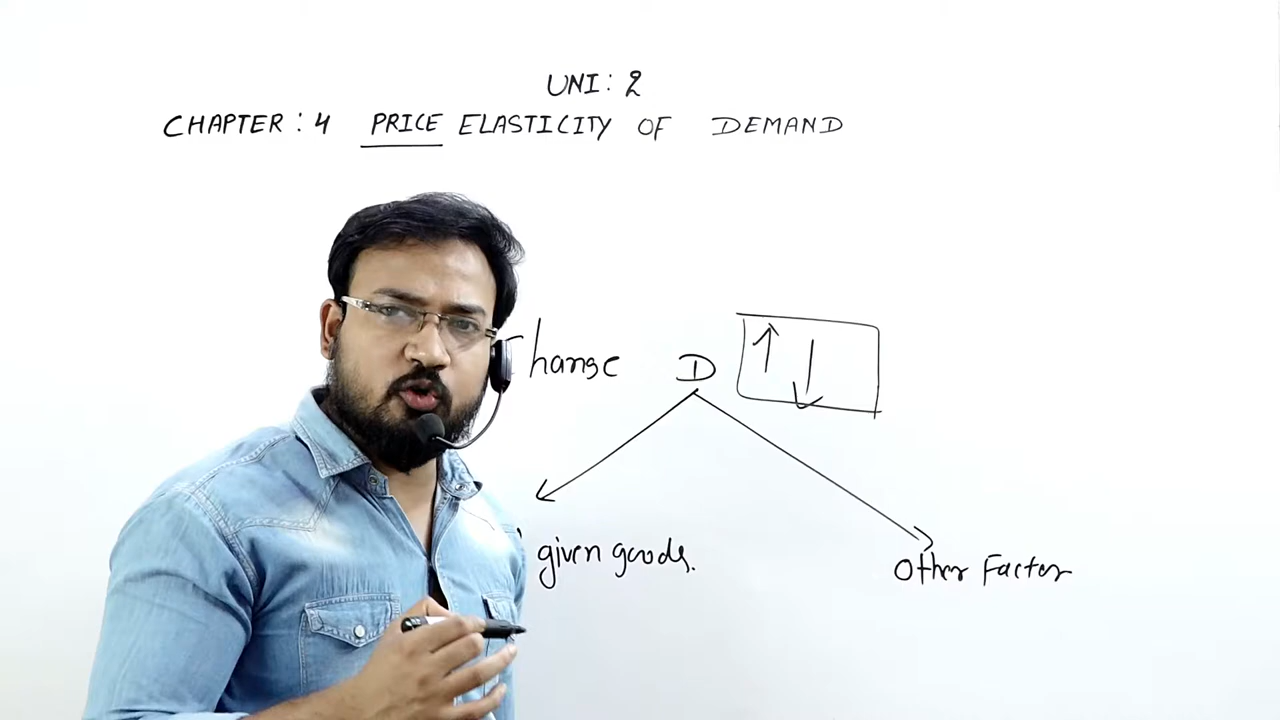 UNI: 2
CHAPTER: 4 PRICE ELASTICITY OF DEMAND
hange D ↑ ↓
given goods.
Other Factor